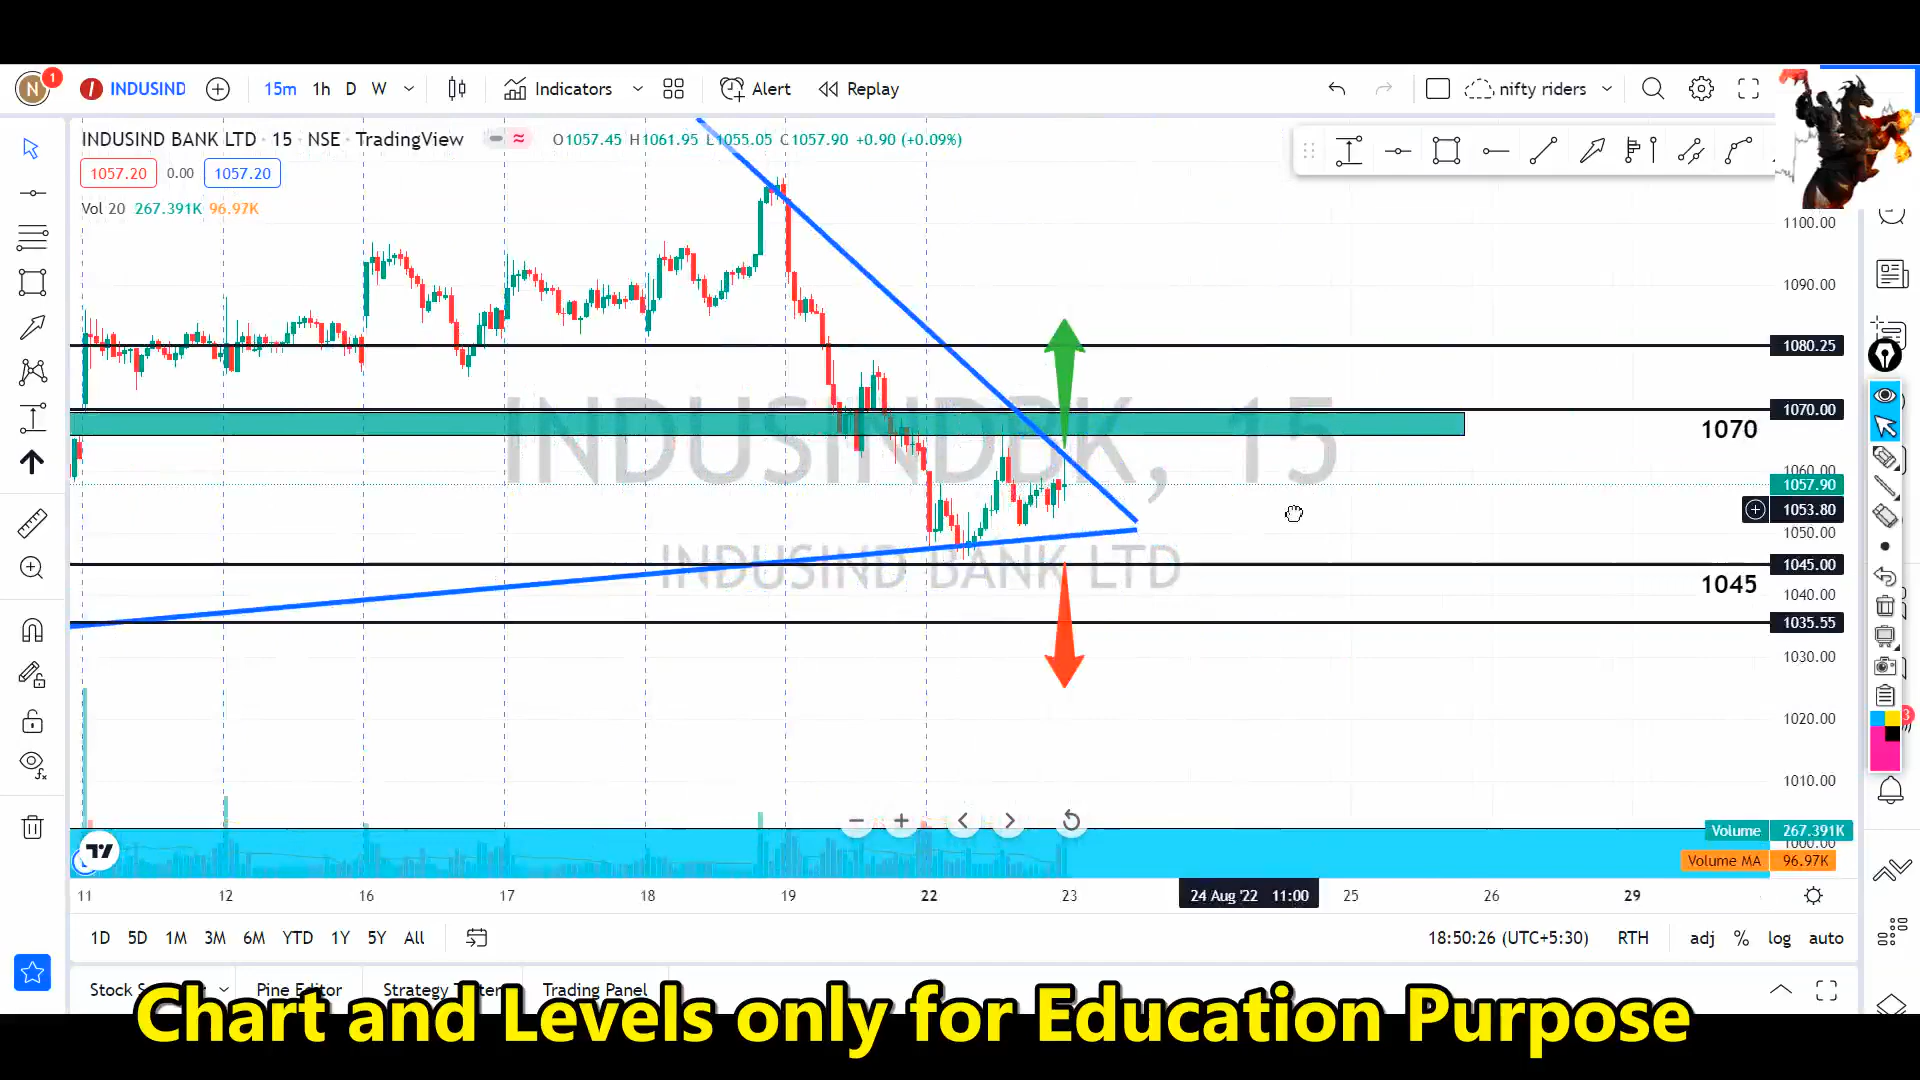 N 1 INDUSIND 15m 1h D W Indicators Alert Replay nifty riders
INDUSIND BANK LTD · 15 · NSE · TradingView O1057.45 H1061.95 L1055.05 C1057.90 +0.90 (+0.09%)
1057.20 0.00 1057.20
Vol 20 267.391K 96.97K
1100.00
1090.00
1080.25
1070.00
1070
INDUSINDBK, 15
1060.00
1057.90
1053.80
1050.00
INDUSIND BANK LTD
1045.00
1045
1040.00
1035.55
1030.00
1020.00
1010.00
Volume 267.391K
1000.00
Volume MA 96.97K
11 12 16 17 18 19 22 23 24 Aug '22 11:00 25 26 29
1D 5D 1M 3M 6M YTD 1Y 5Y All 18:50:26 (UTC+5:30) RTH adj % log auto
Pine Editor Trading Panel
Chart and Levels only for Education Purpose